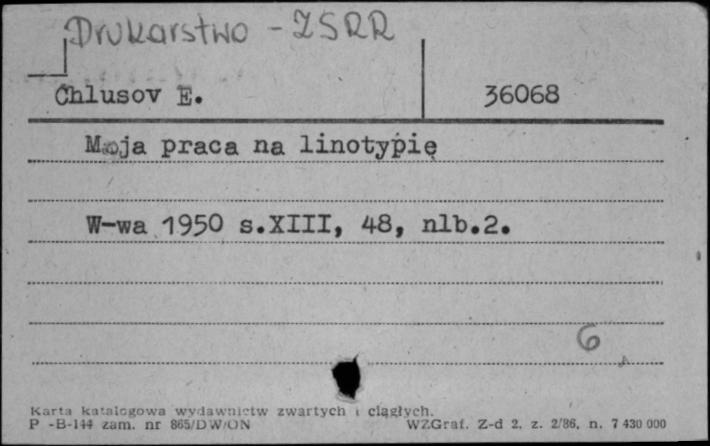 Drukarstwo - ZSRR
Chlusov E.
36068
Moja praca na linotypię
W-wa 1950 s.XIII, 48, nlb.2.
6
Karta katalogowa wydawnictw zwartych i ciągłych.
P -B-144 zam. nr 865/DW/ON
WZGraf. Z-d 2, z. 2/86, n. 7 430 000